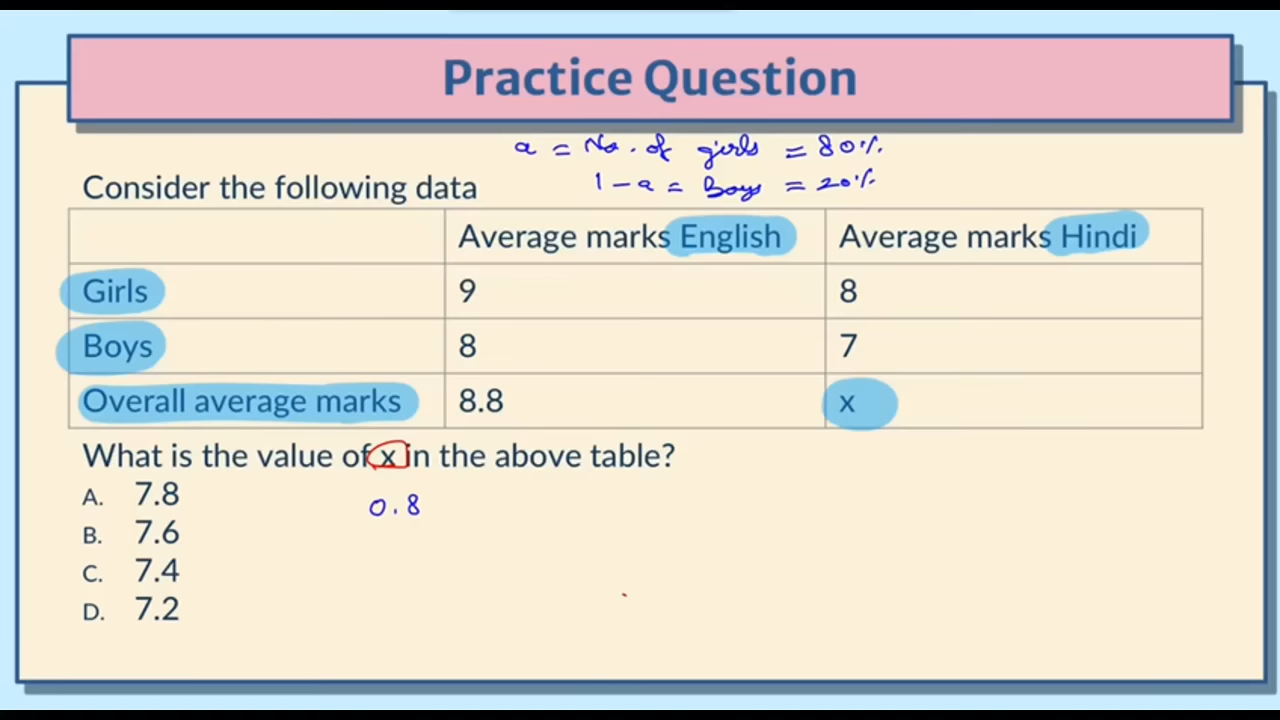 Practice Question
a = No. of girls = 80%
1 - a = Boys = 20%
Consider the following data
Average marks English Average marks Hindi
Girls 9 8
Boys 8 7
Overall average marks 8.8 x
What is the value of x in the above table?
A. 7.8
0.8
B. 7.6
C. 7.4
D. 7.2